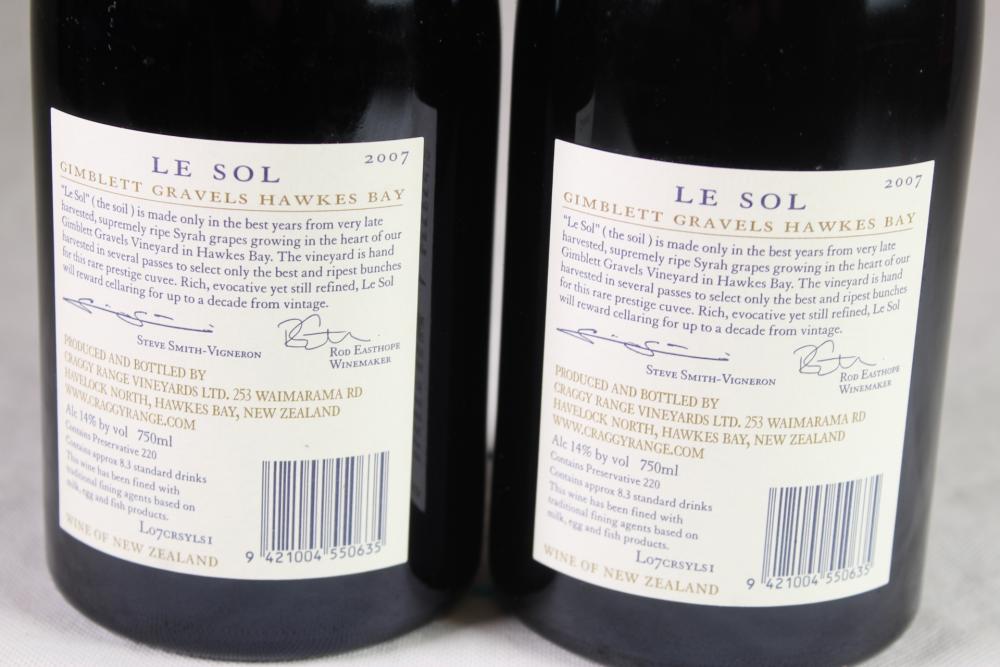 2007
LE SOL
GIMBLETT GRAVELS HAWKES BAY
"Le Sol" ( the soil ) is made only in the best years from very late
harvested, supremely ripe Syrah grapes growing in the heart of our
Gimblett Gravels Vineyard in Hawkes Bay. The vineyard is hand
harvested in several passes to select only the best and ripest bunches
for this rare prestige cuvee. Rich, evocative yet still refined, Le Sol
will reward cellaring for up to a decade from vintage.
STEVE SMITH-VIGNERON
ROD EASTHOPE
WINEMAKER
PRODUCED AND BOTTLED BY
CRAGGY RANGE VINEYARDS LTD. 253 WAIMARAMA RD
HAVELOCK NORTH, HAWKES BAY, NEW ZEALAND
WWW.CRAGGYRANGE.COM
Alc 14% by vol 750ml
Contains Preservative 220
Contains approx 8.3 standard drinks
This wine has been fined with
traditional fining agents based on
milk, egg and fish products.
L07CRSYLS1
WINE OF NEW ZEALAND
9 421004 550635
2007
LE SOL
GIMBLETT GRAVELS HAWKES BAY
"Le Sol" ( the soil ) is made only in the best years from very late
harvested, supremely ripe Syrah grapes growing in the heart of our
Gimblett Gravels Vineyard in Hawkes Bay. The vineyard is hand
harvested in several passes to select only the best and ripest bunches
for this rare prestige cuvee. Rich, evocative yet still refined, Le Sol
will reward cellaring for up to a decade from vintage.
STEVE SMITH-VIGNERON
ROD EASTHOPE
WINEMAKER
PRODUCED AND BOTTLED BY
CRAGGY RANGE VINEYARDS LTD. 253 WAIMARAMA RD
HAVELOCK NORTH, HAWKES BAY, NEW ZEALAND
WWW.CRAGGYRANGE.COM
Alc 14% by vol 750ml
Contains Preservative 220
Contains approx 8.3 standard drinks
This wine has been fined with
traditional fining agents based on
milk, egg and fish products.
L07CRSYLS1
WINE OF NEW ZEALAND
9 421004 550635